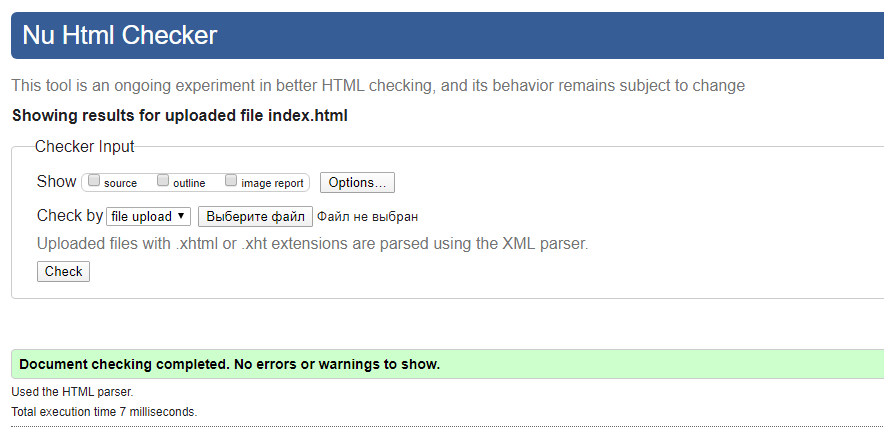 Nu Html Checker
This tool is an ongoing experiment in better HTML checking, and its behavior remains subject to change
Showing results for uploaded file index.html
Checker Input
Show source outline image report Options...
Check by file upload Выберите файл Файл не выбран
Uploaded files with .xhtml or .xht extensions are parsed using the XML parser.
Check
Document checking completed. No errors or warnings to show.
Used the HTML parser.
Total execution time 7 milliseconds.